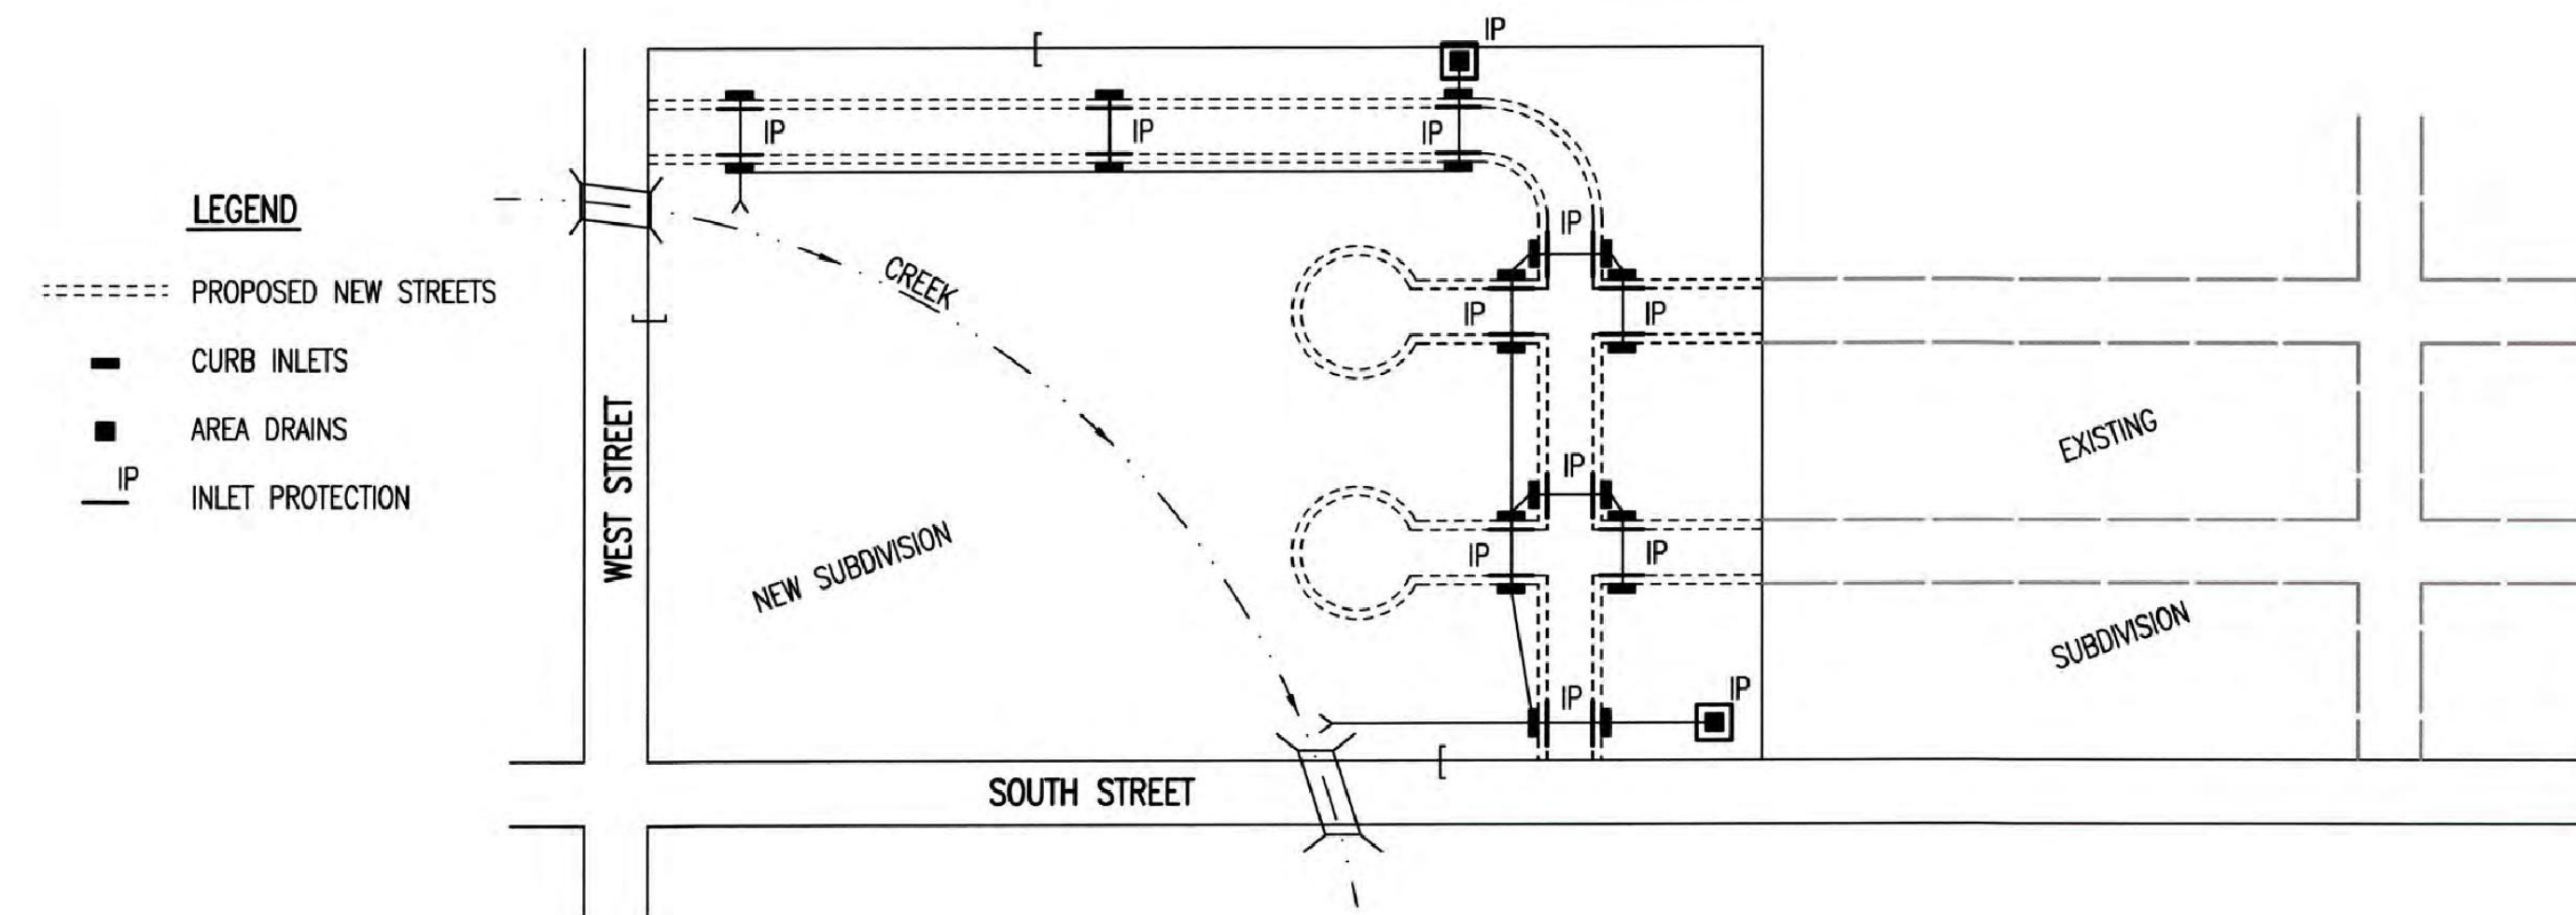 LEGEND
PROPOSED NEW STREETS
CURB INLETS
AREA DRAINS
IP
INLET PROTECTION
IP
IP
IP
IP
IP
IP
IP
IP
IP
IP
IP
IP
CREEK
WEST STREET
NEW SUBDIVISION
SOUTH STREET
EXISTING
SUBDIVISION